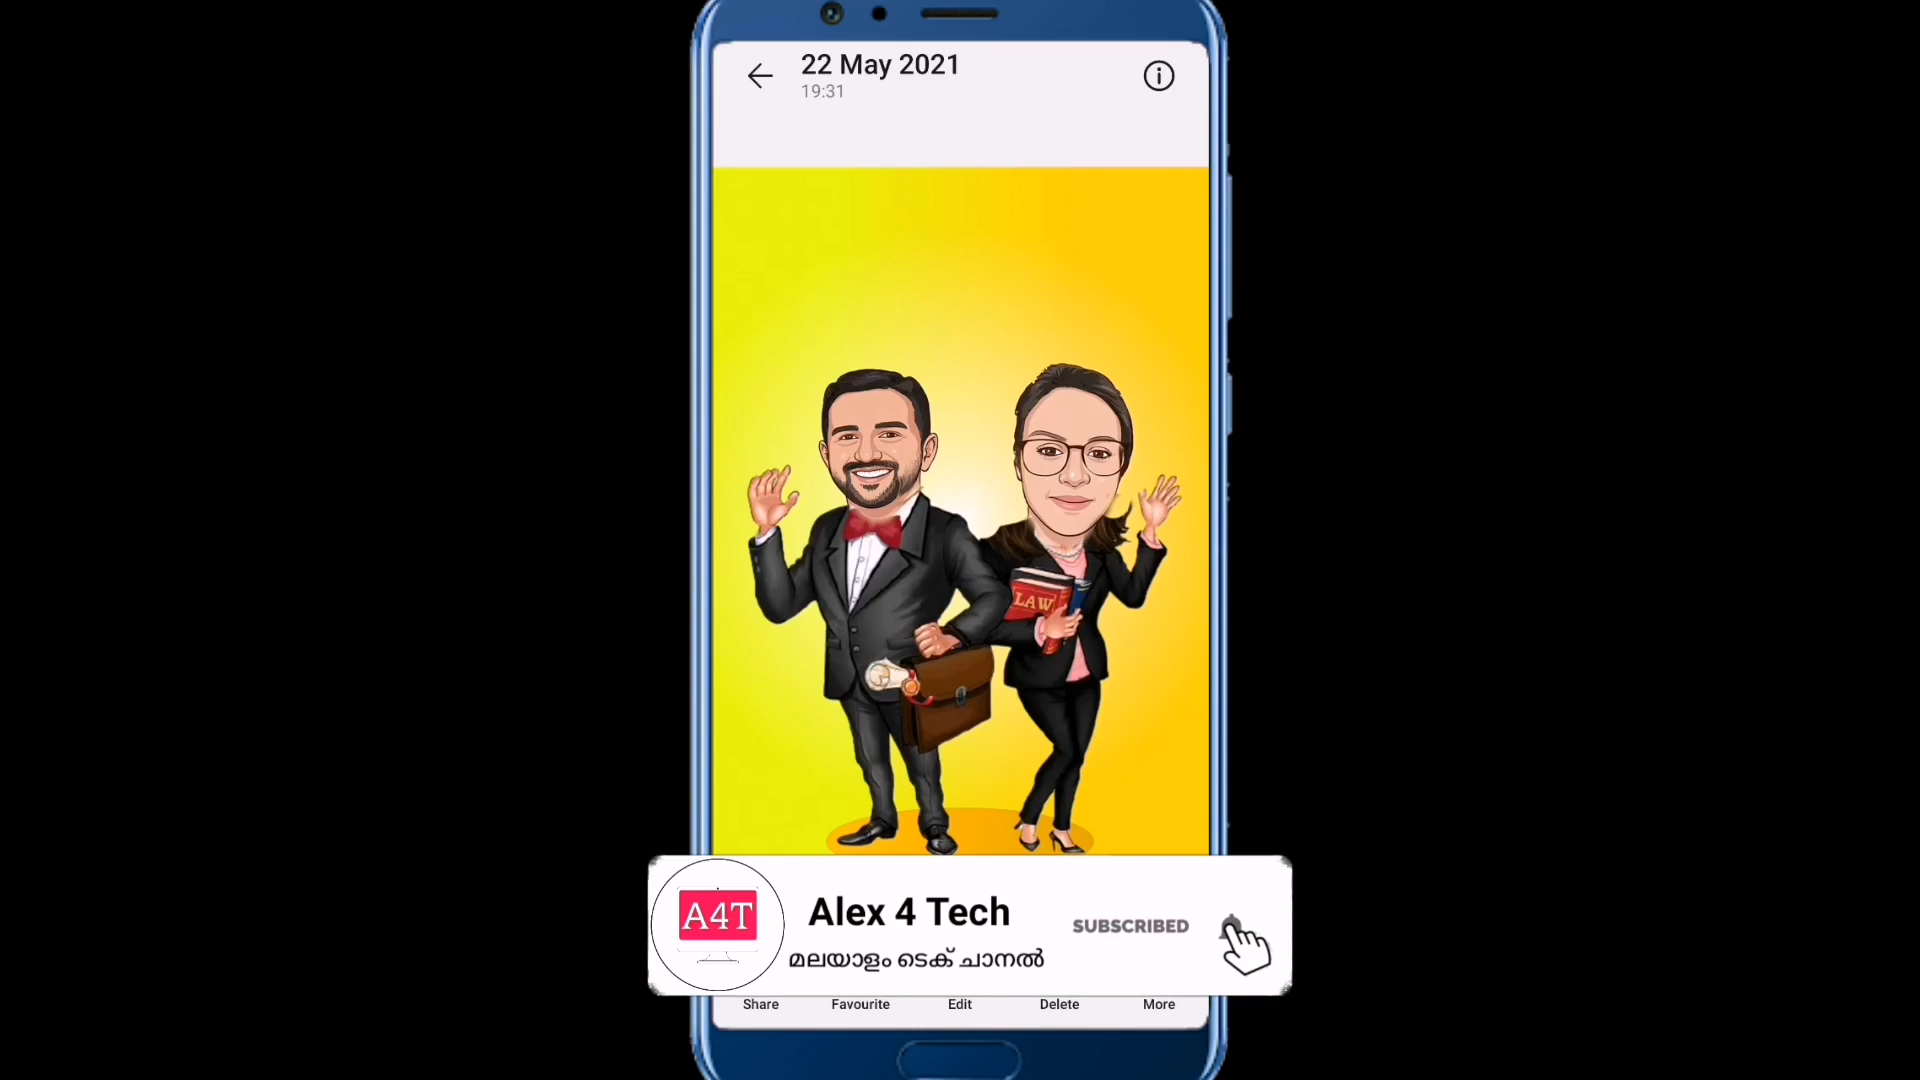 22 May 2021
19:31
LAW
A4T
Alex 4 Tech
SUBSCRIBED
മലയാളം ടെക് ചാനൽ
Share Favourite Edit Delete More